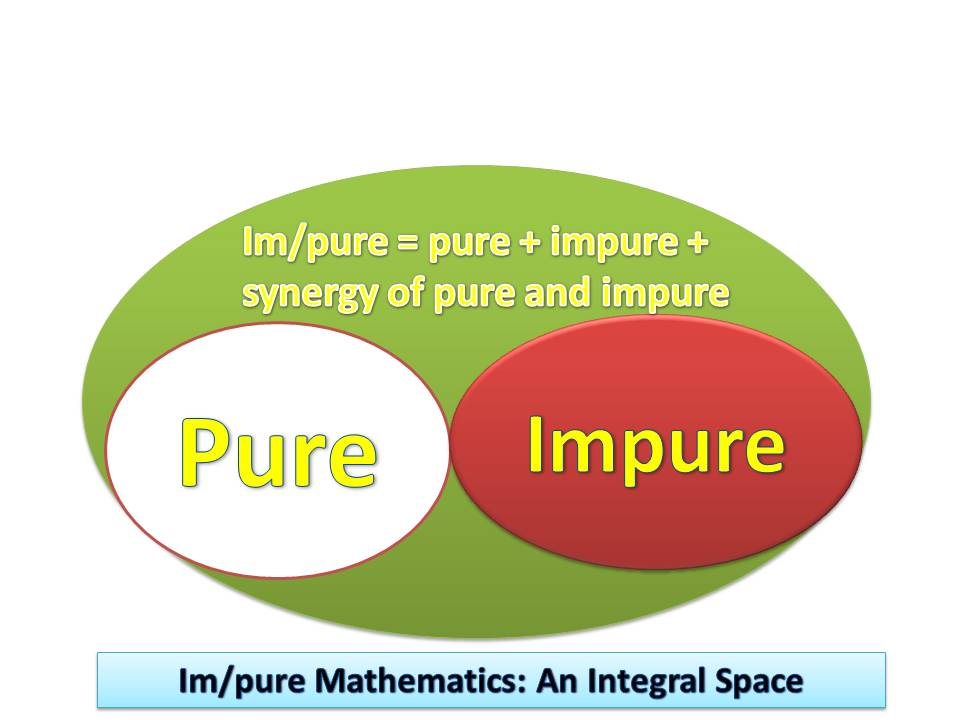 Im/pure = pure + impure +
synergy of pure and impure
Pure
Impure
Im/pure Mathematics: An Integral Space